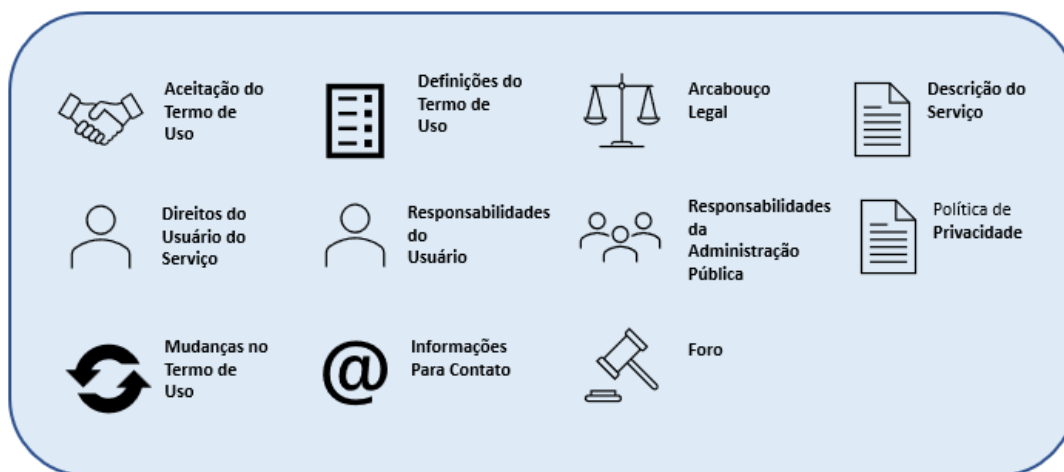 Aceitação do
Termo de
Uso
Definições do
Termo de
Uso
Arcabouço
Legal
Descrição do
Serviço
Direitos do
Usuário do
Serviço
Responsabilidades
do
Usuário
Responsabilidades
da
Administração
Pública
Política de
Privacidade
Mudanças no
Termo de
Uso
@
Informações
Para Contato
Foro